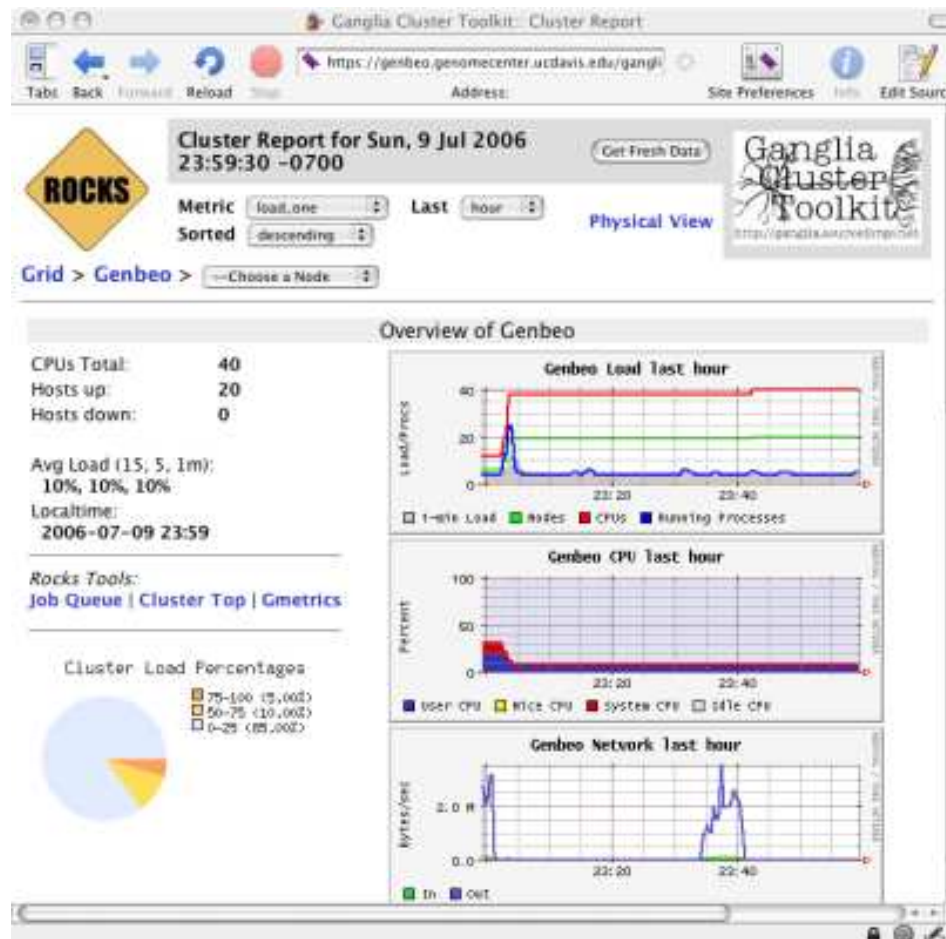 Ganglia Cluster Toolkit:: Cluster Report
Tabs Back Forward Reload Stop
https://genbeo.genomecenter.ucdavis.edu/gangli
Address:
Site Preferences Info Edit Sourc
ROCKS
Cluster Report for Sun, 9 Jul 2006
23:59:30 -0700
Get Fresh Data
Ganglia
Cluster
Toolkit
Metric load_one Last hour
Sorted descending
Physical View
Grid > Genbeo > --Choose a Node
Overview of Genbeo
CPUs Total: 40
Hosts up: 20
Hosts down: 0
Avg Load (15, 5, 1m):
10%, 10%, 10%
Localtime:
2006-07-09 23:59
Rocks Tools:
Job Queue | Cluster Top | Gmetrics
Cluster Load Percentages
75-100 (5.00%)
50-75 (10.00%)
0-25 (85.00%)
Genbeo Load last hour
Load/Procs
40
20
0
23:20 23:40
1-min Load Nodes CPUs Running Processes
Genbeo CPU last hour
Percent
100
50
0
23:20 23:40
User CPU Nice CPU System CPU Idle CPU
Genbeo Network last hour
Bytes/sec
2.0 M
0.0
23:20 23:40
In Out